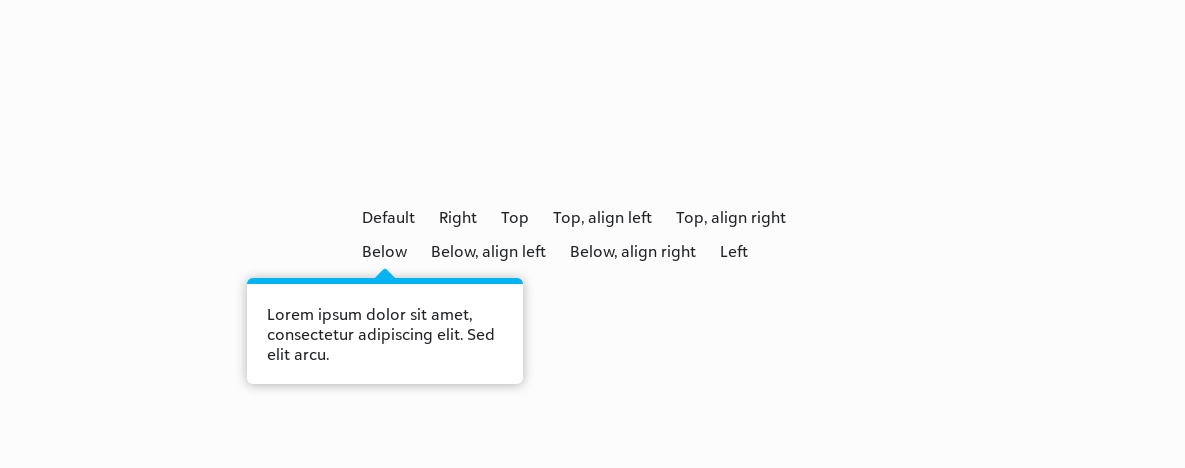 Default Right Top Top, align left Top, align right
Below Below, align left Below, align right Left
Lorem ipsum dolor sit amet,
consectetur adipiscing elit. Sed
elit arcu.